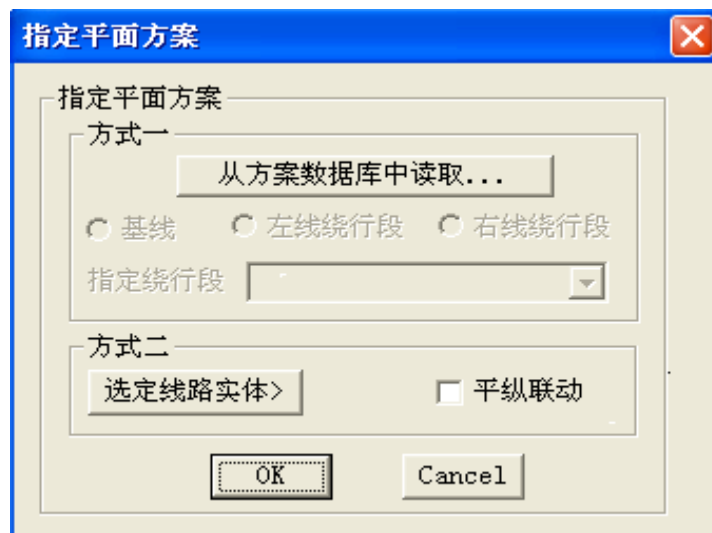 指定平面方案
指定平面方案
方式一
从方案数据库中读取...
基线 左线绕行段 右线绕行段
指定绕行段
方式二
选定线路实体> 平纵联动
OK Cancel